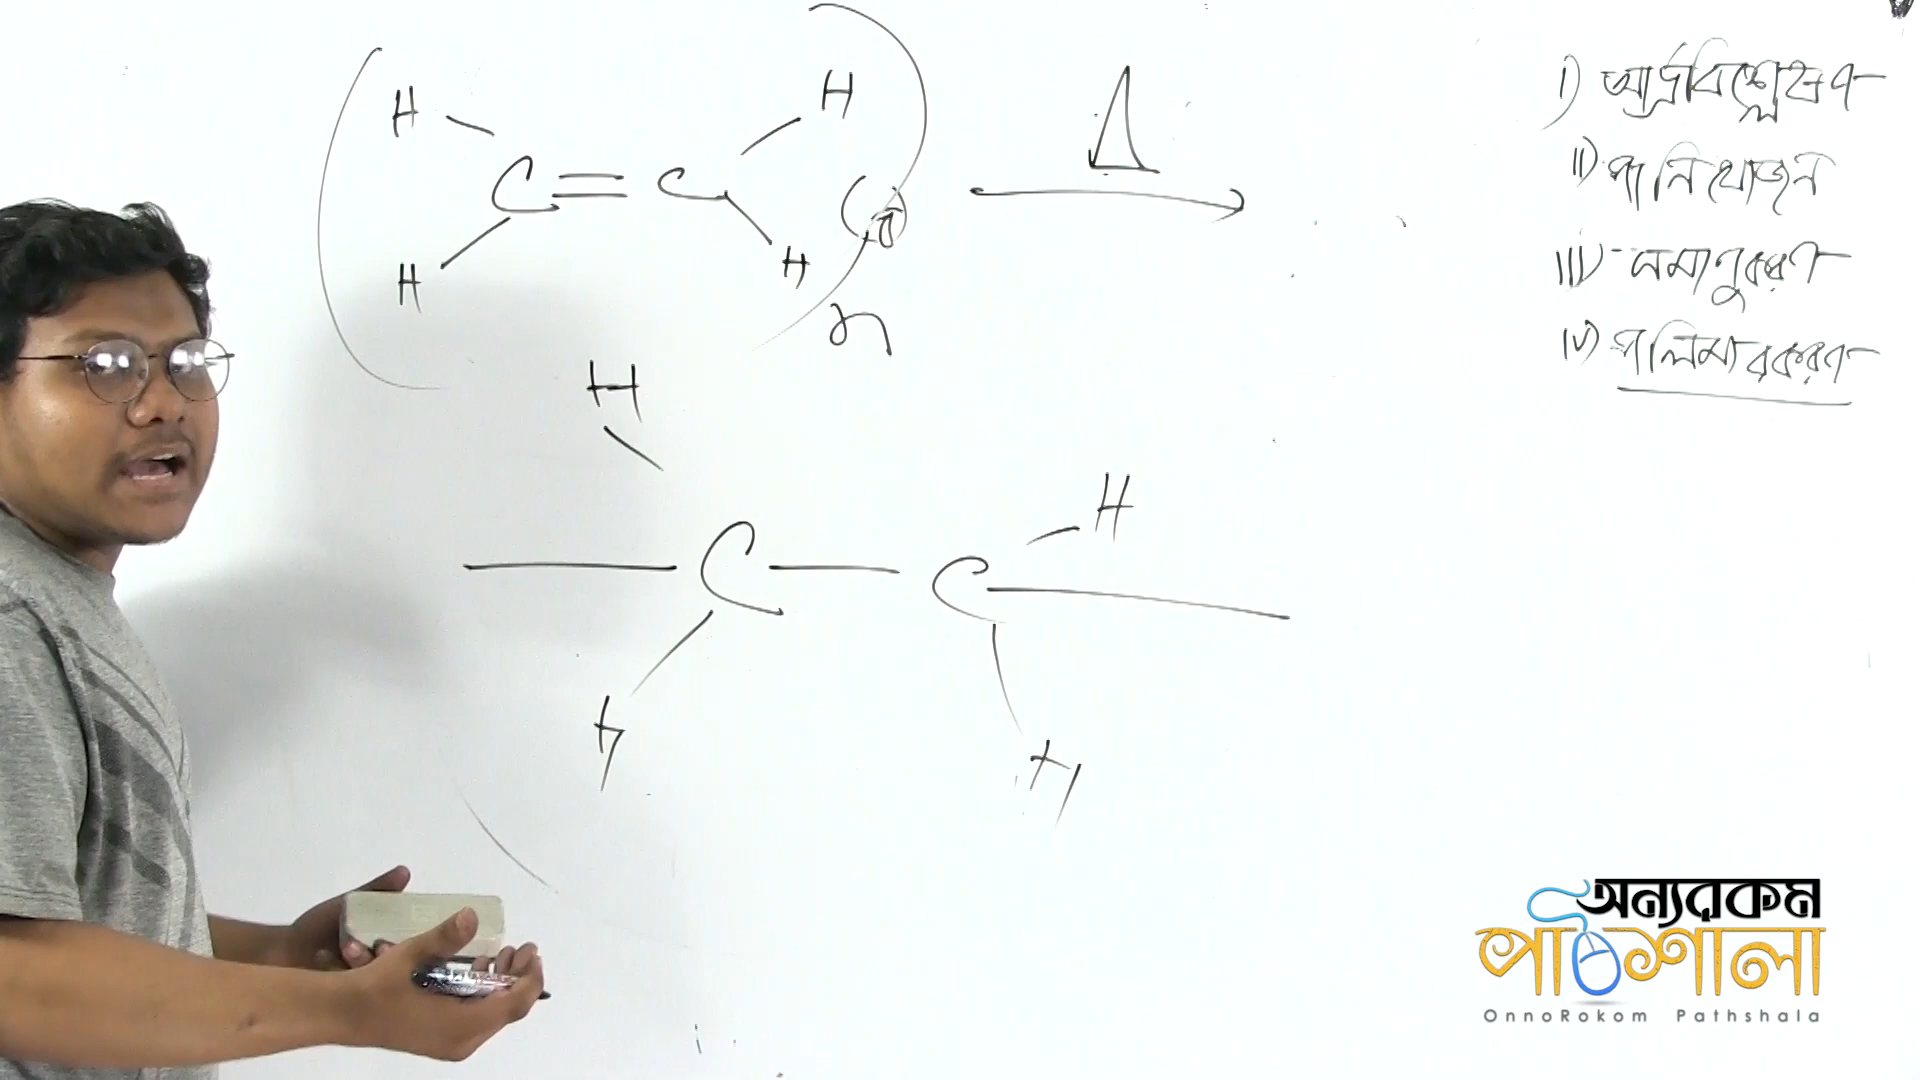 H H
C = C (g)
H H
n
Δ
H
H
— C — C —
H H
i) আর্দ্রবিশ্লেষণ
ii) পানিযোজন
iii) সমাণুকরণ
iv) পলিমারকরণ
অন্যরকম
পাঠশালা
OnnoRokom Pathshala